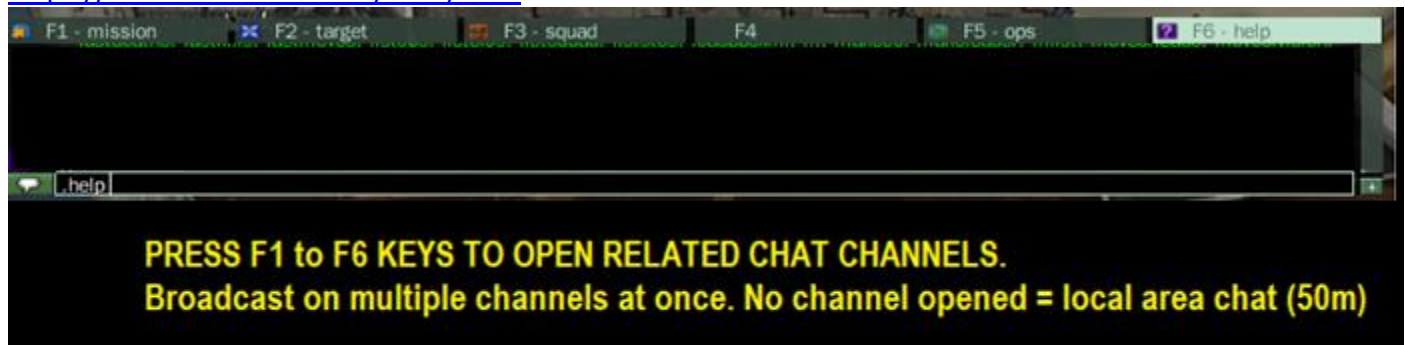 F1 - mission F2 - target F3 - squad F4 F5 - ops F6 - help
.help
PRESS F1 to F6 KEYS TO OPEN RELATED CHAT CHANNELS.
Broadcast on multiple channels at once. No channel opened = local area chat (50m)